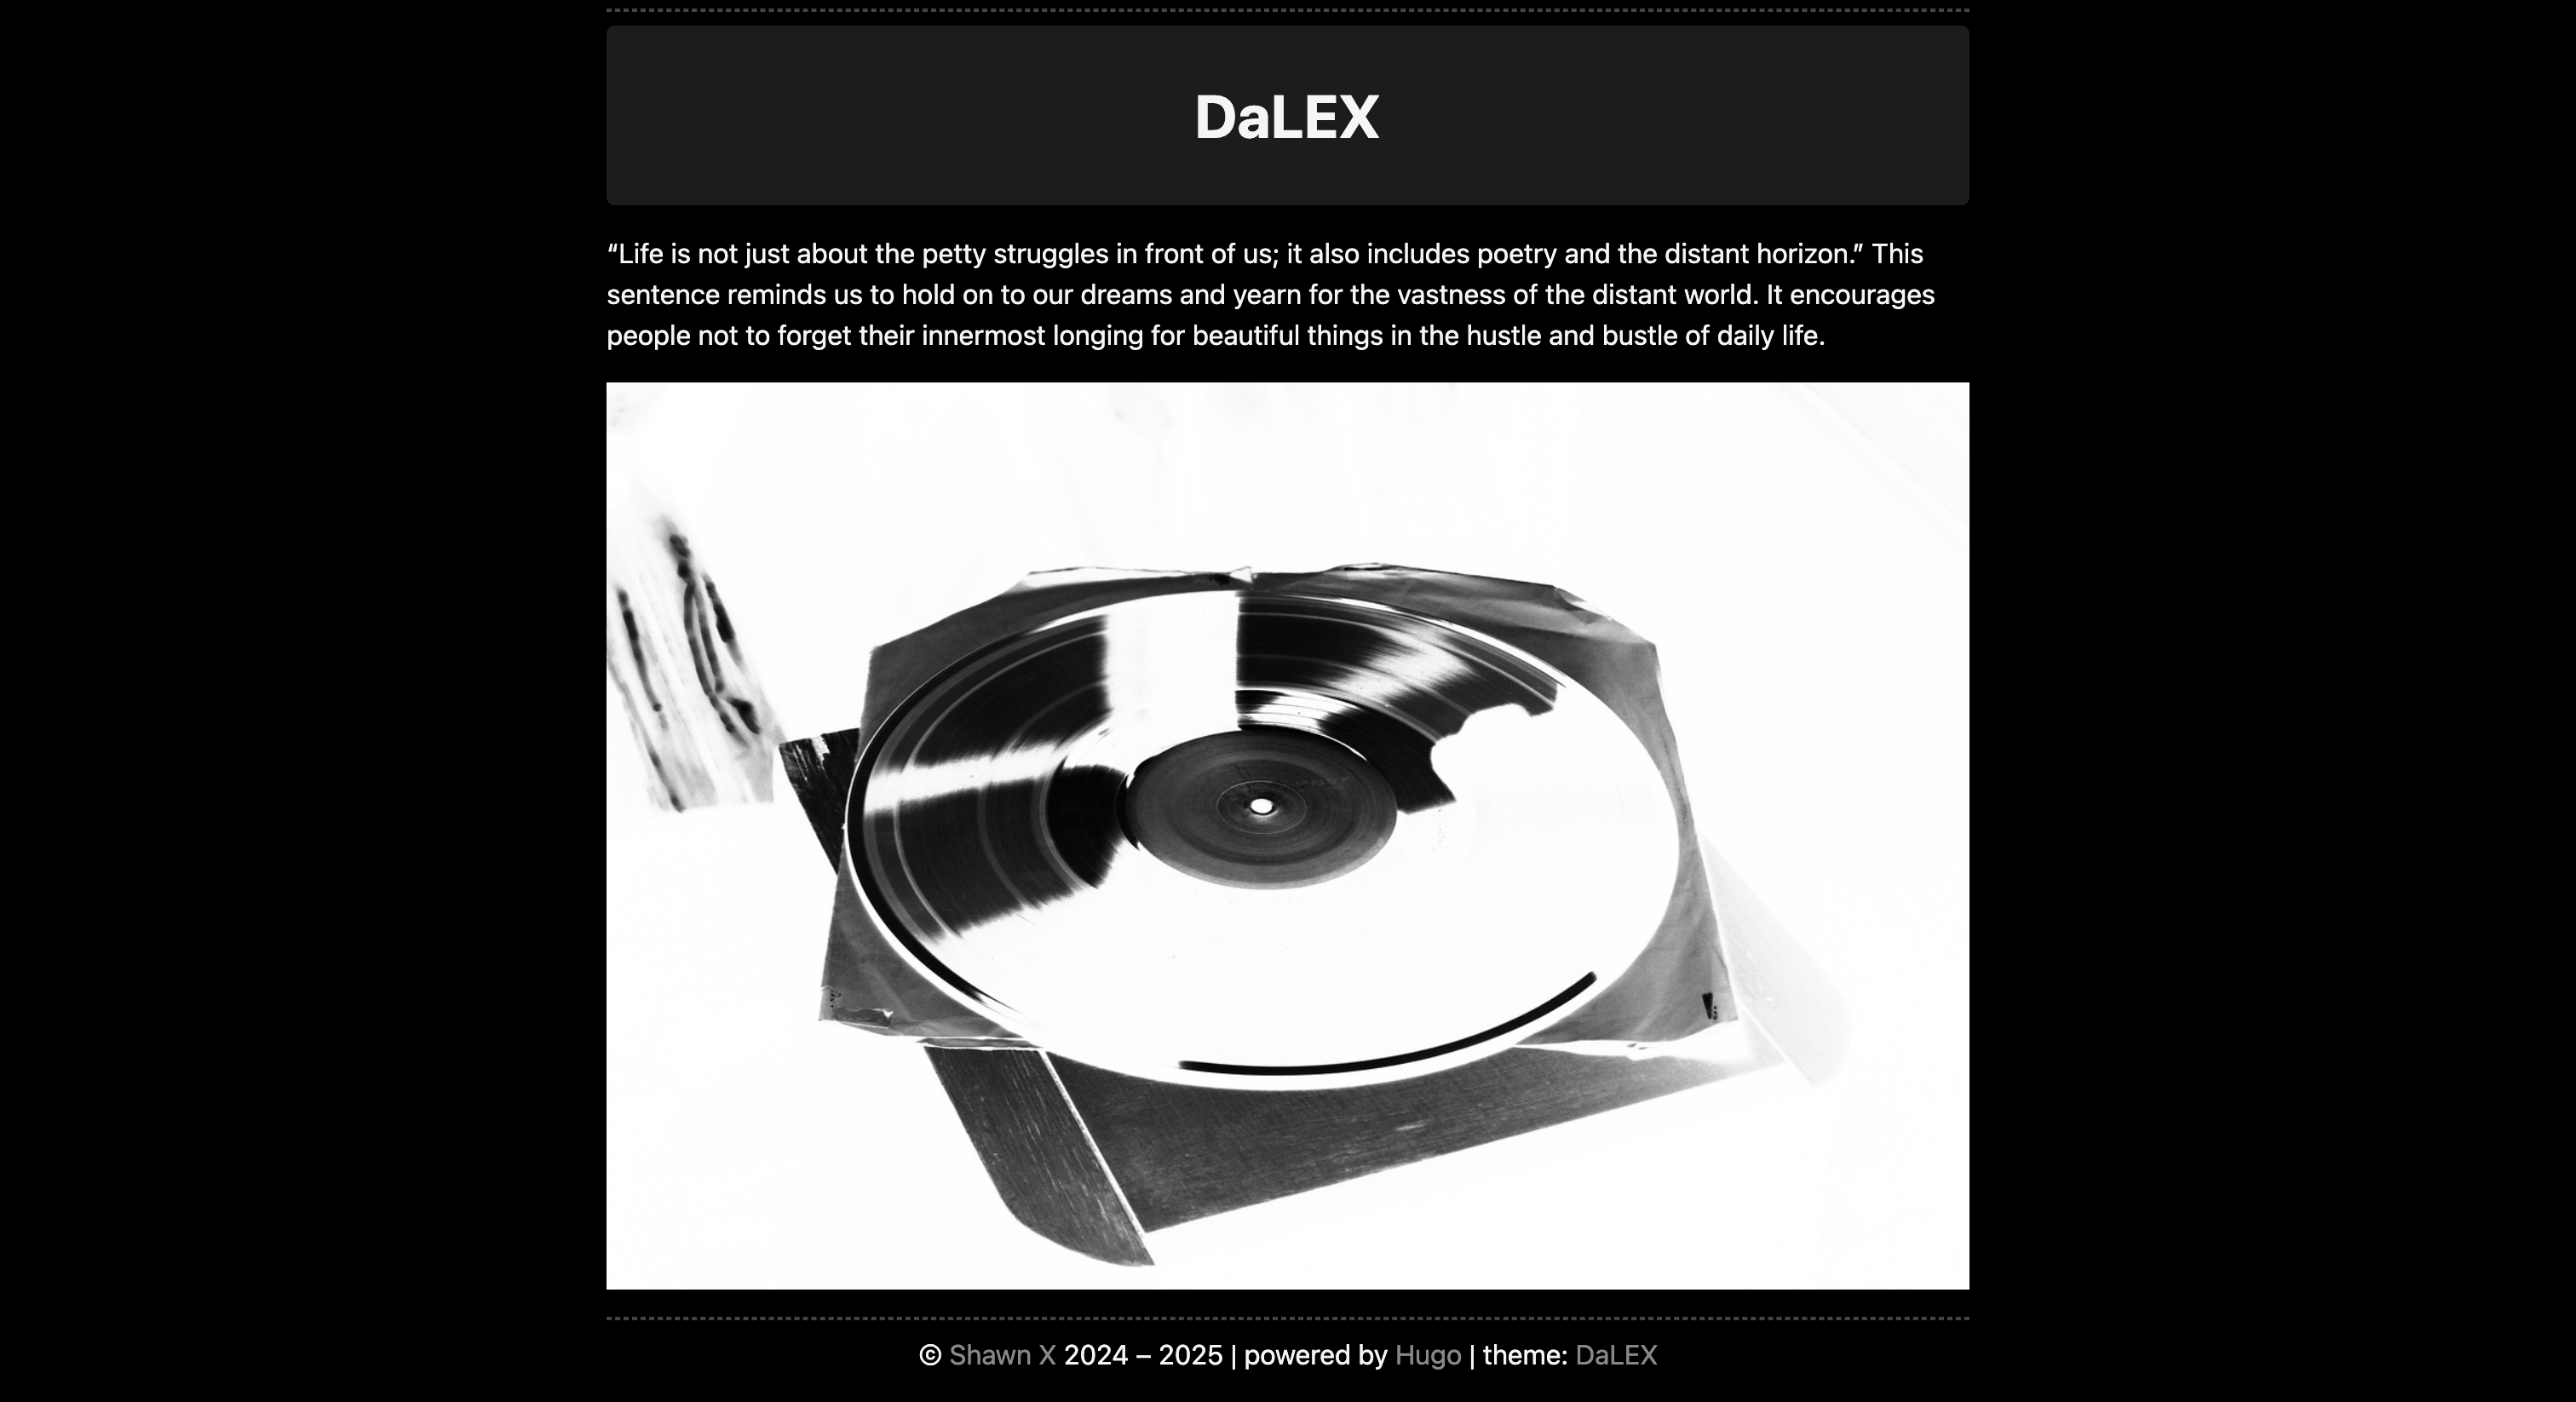 DaLEX
“Life is not just about the petty struggles in front of us; it also includes poetry and the distant horizon.” This
sentence reminds us to hold on to our dreams and yearn for the vastness of the distant world. It encourages
people not to forget their innermost longing for beautiful things in the hustle and bustle of daily life.
© Shawn X 2024 – 2025 | powered by Hugo | theme: DaLEX